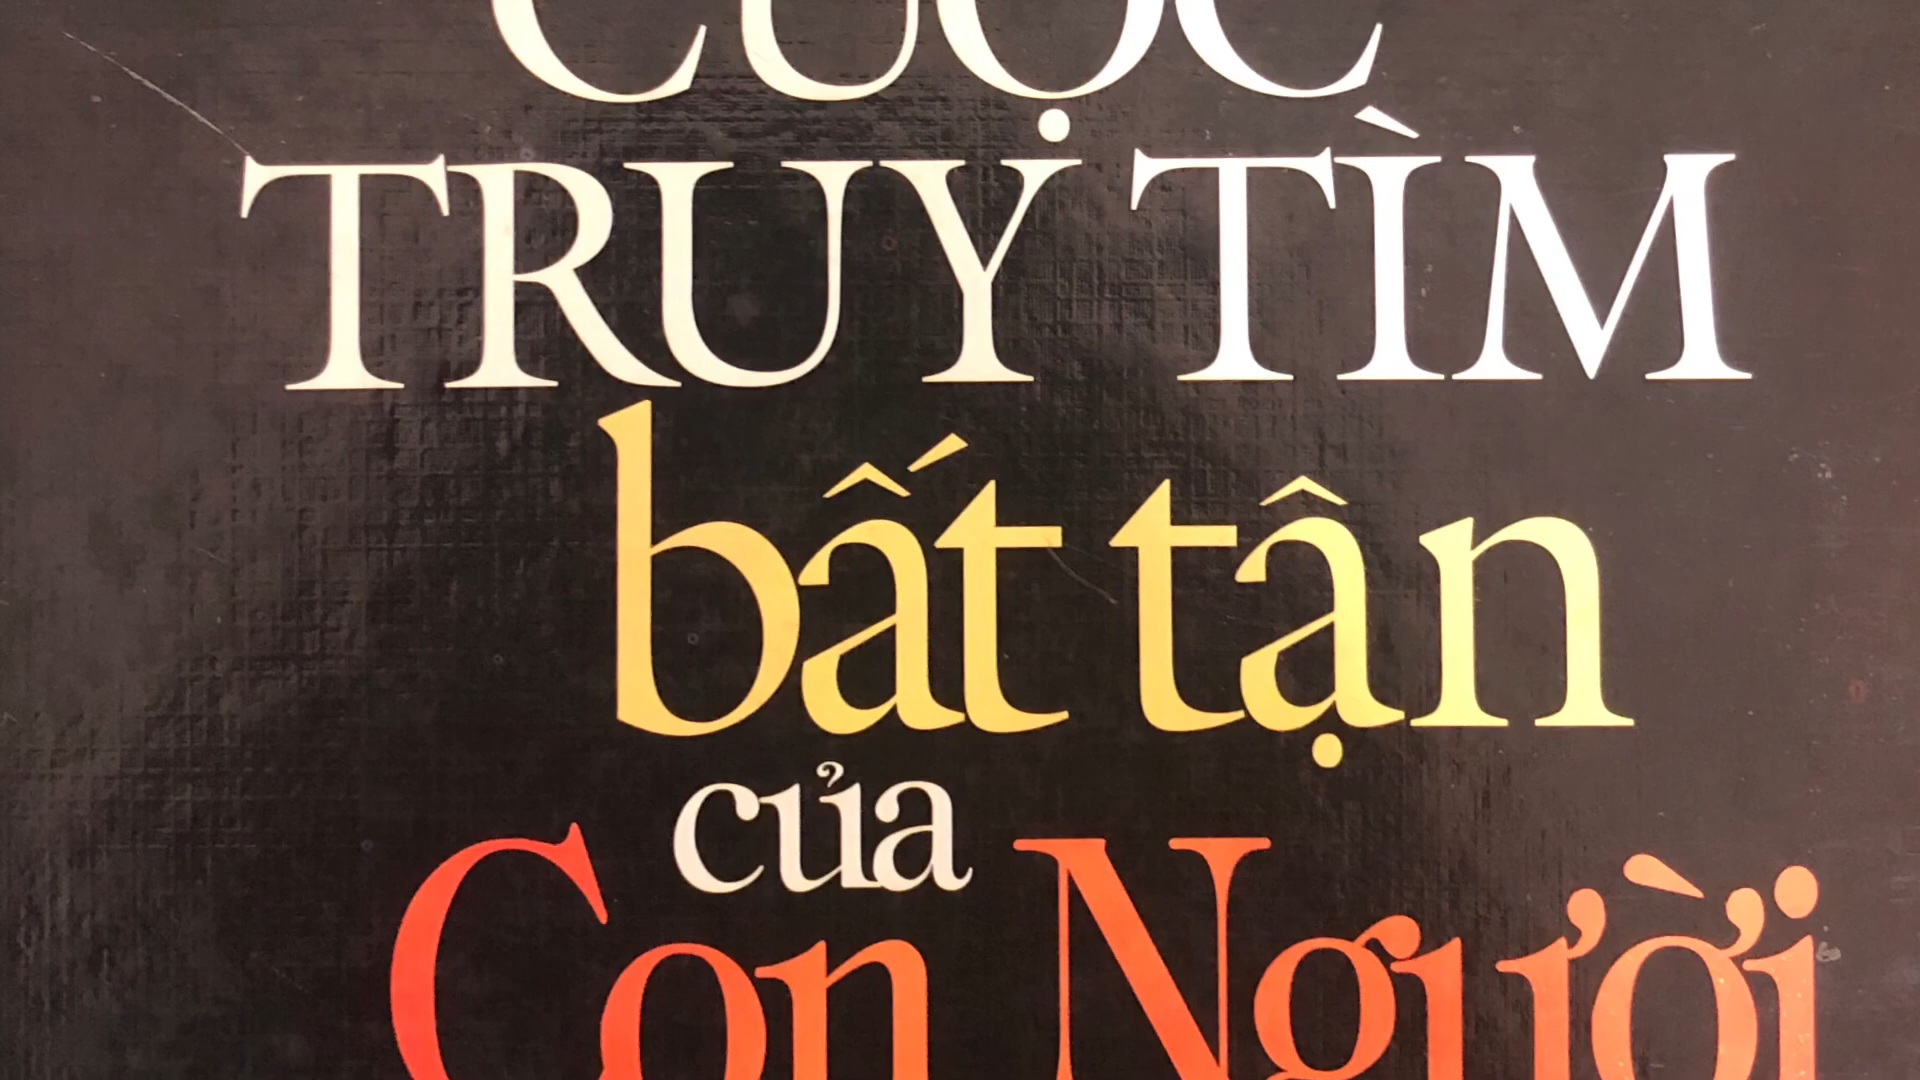 CUỘC
TRUY TÌM
bất tận
của
Con Người